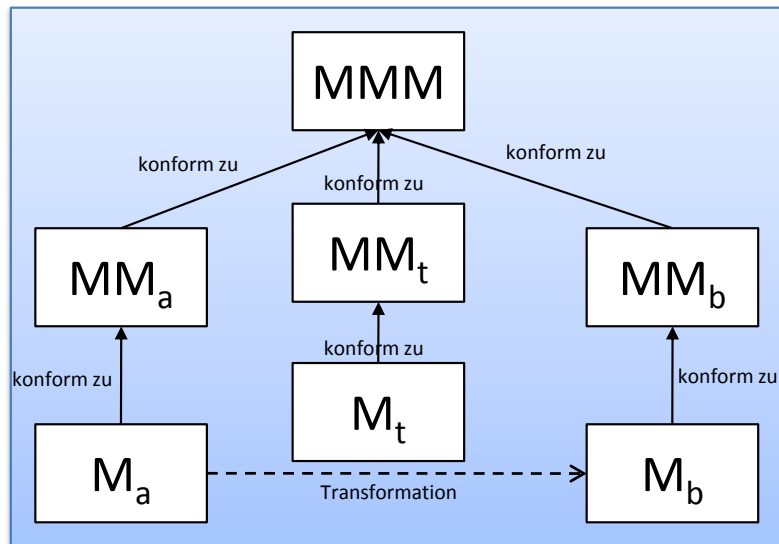 MMM
konform zu
konform zu
konform zu
MMa
MMt
MMb
konform zu
konform zu
konform zu
Ma
Mt
Mb
Transformation